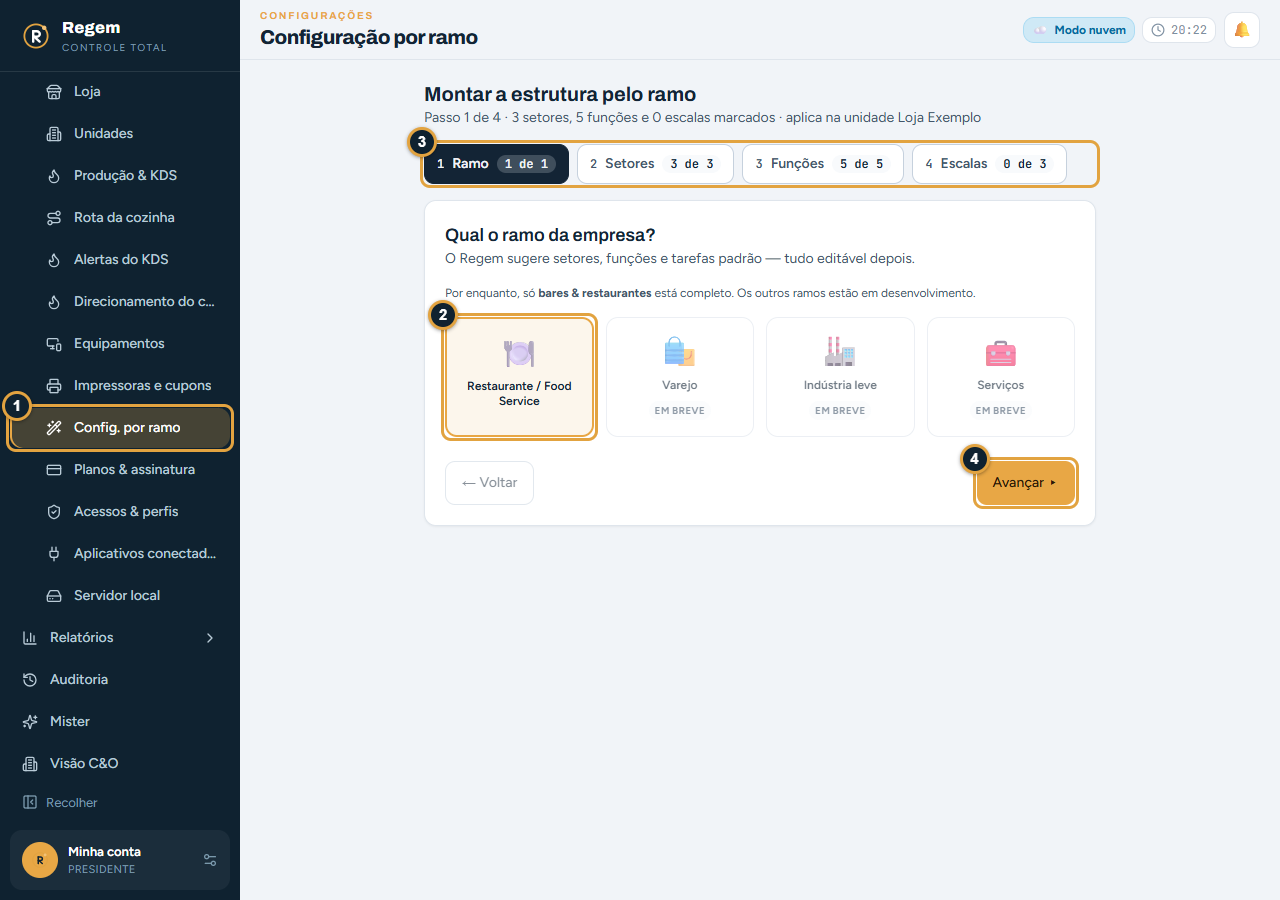 Regem
CONTROLE TOTAL
Loja
Unidades
Produção & KDS
Rota da cozinha
Alertas do KDS
Direcionamento do c...
Equipamentos
Impressoras e cupons
1
Config. por ramo
Planos & assinatura
Acessos & perfis
Aplicativos conectad...
Servidor local
Relatórios
Auditoria
Mister
Visão C&O
Recolher
R
Minha conta
PRESIDENTE
CONFIGURAÇÕES
Configuração por ramo
Modo nuvem
20:22
Montar a estrutura pelo ramo
Passo 1 de 4 · 3 setores, 5 funções e 0 escalas marcados · aplica na unidade Loja Exemplo
3
1 Ramo 1 de 1
2 Setores 3 de 3
3 Funções 5 de 5
4 Escalas 0 de 3
Qual o ramo da empresa?
O Regem sugere setores, funções e tarefas padrão — tudo editável depois.
Por enquanto, só bares & restaurantes está completo. Os outros ramos estão em desenvolvimento.
2
Restaurante / Food
Service
Varejo
EM BREVE
Indústria leve
EM BREVE
Serviços
EM BREVE
← Voltar
4
Avançar ▸